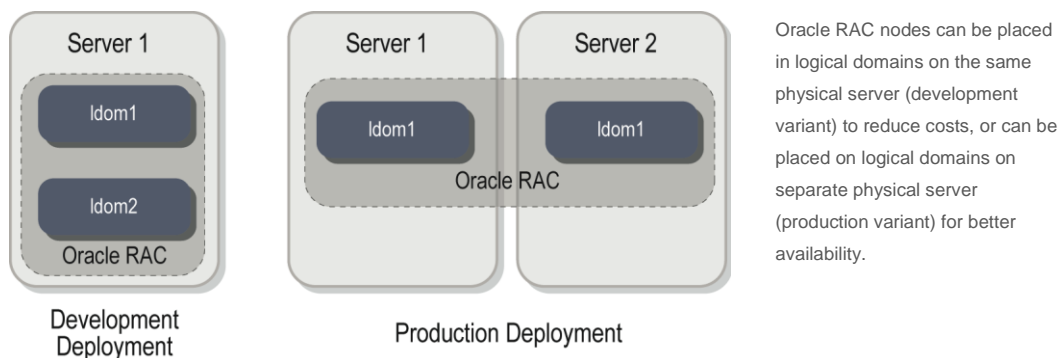 Server 1
ldom1
ldom2
Oracle RAC
Development
Deployment
Server 1
Server 2
ldom1
ldom1
Oracle RAC
Production Deployment
Oracle RAC nodes can be placed
in logical domains on the same
physical server (development
variant) to reduce costs, or can be
placed on logical domains on
separate physical server
(production variant) for better
availability.